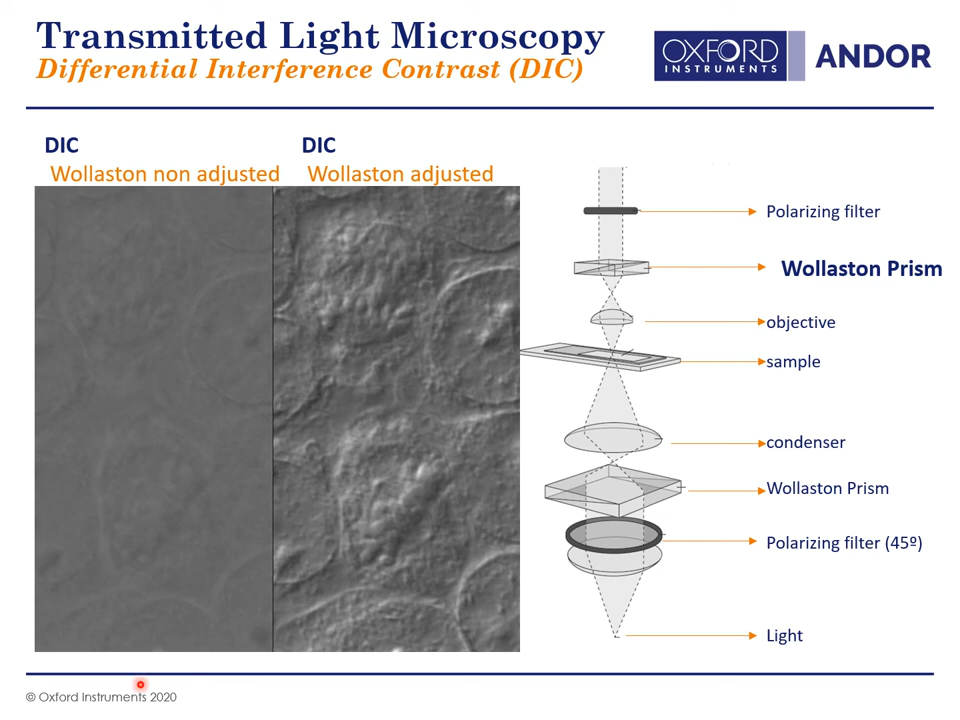 Transmitted Light Microscopy
Differential Interference Contrast (DIC)
OXFORD
INSTRUMENTS
ANDOR
DIC
Wollaston non adjusted
DIC
Wollaston adjusted
Polarizing filter
Wollaston Prism
objective
sample
condenser
Wollaston Prism
Polarizing filter (45º)
Light
© Oxford Instruments 2020